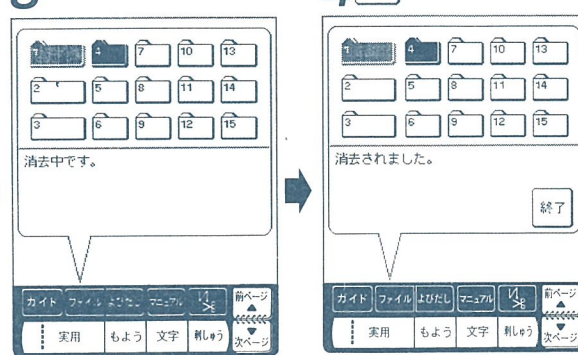 1 4 7 10 13
2 5 8 11 14
3 6 9 12 15
消去中です。
ガイド ファイル よびだし マニュアル 前ページ
実用 もよう 文字 刺しゅう 次ページ
4
1 4 7 10 13
2 5 8 11 14
3 6 9 12 15
消去されました。
終了
ガイド ファイル よびだし マニュアル 前ページ
実用 もよう 文字 刺しゅう 次ページ